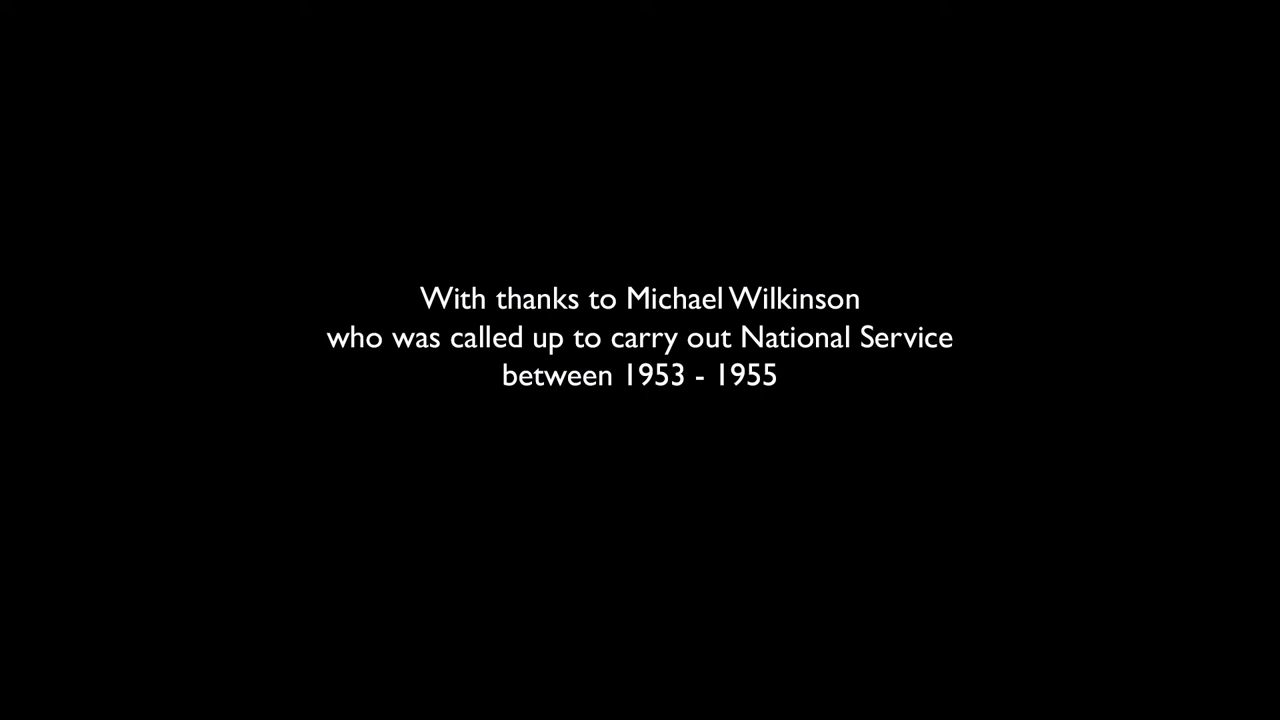 With thanks to Michael Wilkinson
who was called up to carry out National Service
between 1953 - 1955